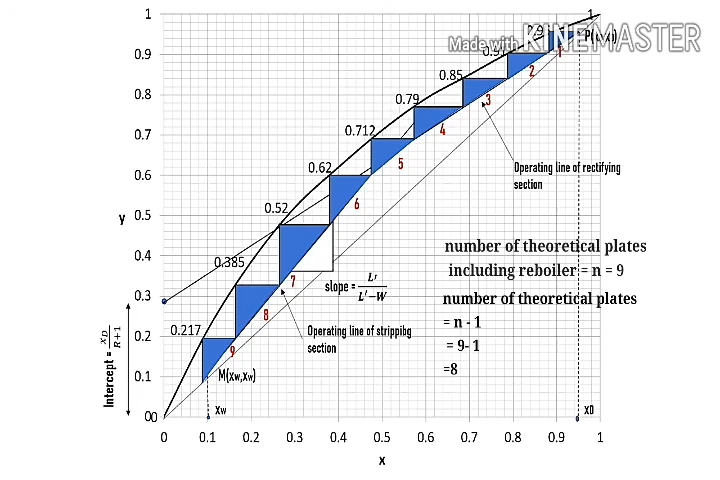 1
0.9
0.8
0.7
0.6
0.5
0.4
0.3
0.2
0.1
0
y
0
0.1
0.2
0.3
0.4
0.5
0.6
0.7
0.8
0.9
1
x
Made with KINEMASTER
1
0.91
0.85
0.79
0.712
0.62
0.52
0.385
0.217
0
1
2
3
4
5
6
7
8
9
Operating line of rectifying
section
number of theoretical plates
including reboiler = n = 9
number of theoretical plates
= n - 1
= 9- 1
=8
slope = L'/L'-W
Operating line of strippibg
section
Intercept = xD/R+1
M(xw,xw)
xw
xD